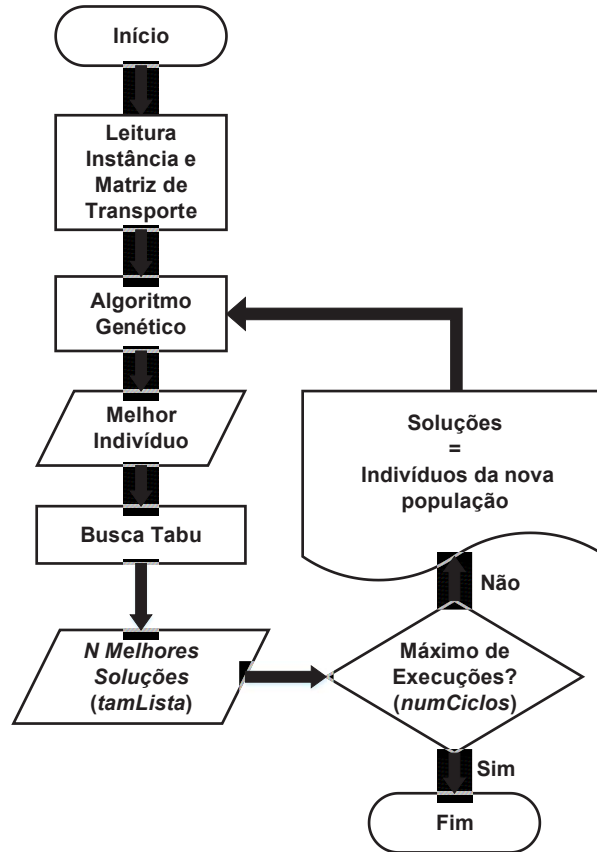 Início
Leitura
Instância e
Matriz de
Transporte
Algoritmo
Genético
Melhor
Indivíduo
Busca Tabu
N Melhores
Soluções
(tamLista)
Máximo de
Execuções?
(numCiclos)
Não
Soluções
=
Indivíduos da nova
população
Sim
Fim